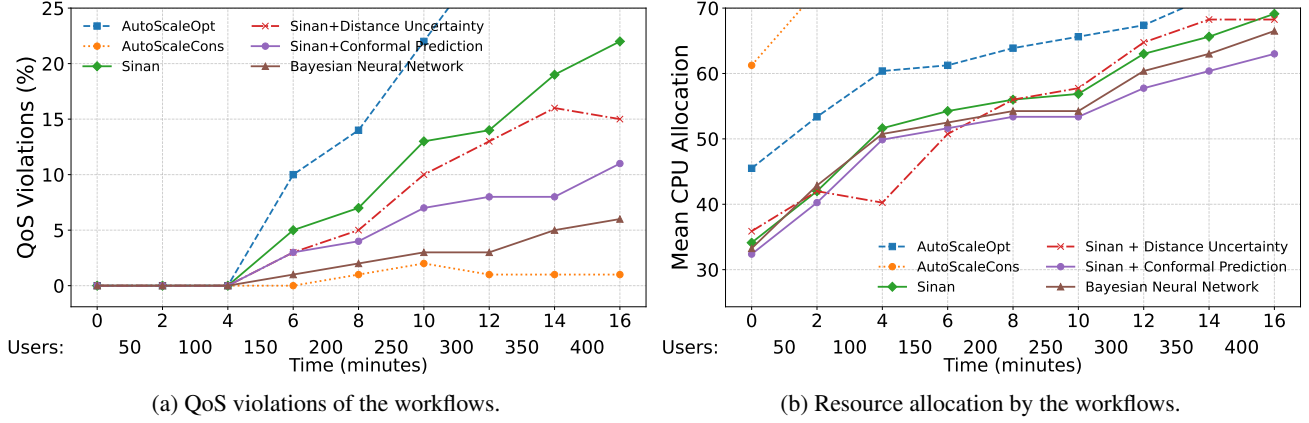 25
20
15
10
5
0
QoS Violations (%)
AutoScaleOpt
AutoScaleCons
Sinan
Sinan+Distance Uncertainty
Sinan+Conformal Prediction
Bayesian Neural Network
0 2 4 6 8 10 12 14 16
Users: 50 100 150 200 250 300 350 400
Time (minutes)
(a) QoS violations of the workflows.
70
60
50
40
30
Mean CPU Allocation
AutoScaleOpt
AutoScaleCons
Sinan
Sinan + Distance Uncertainty
Sinan + Conformal Prediction
Bayesian Neural Network
0 2 4 6 8 10 12 14 16
Users: 50 100 150 200 250 300 350 400
Time (minutes)
(b) Resource allocation by the workflows.